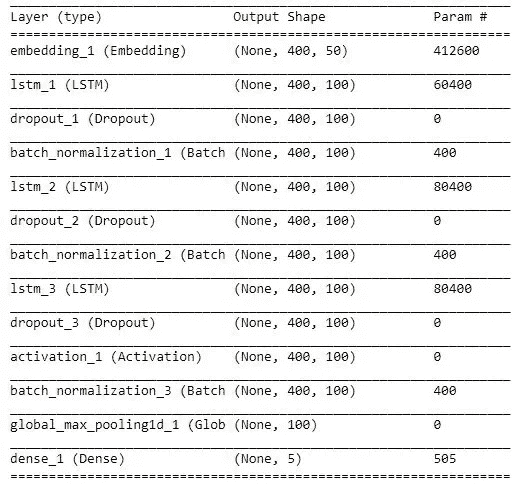 Layer (type) Output Shape Param #
=================================================================
embedding_1 (Embedding) (None, 400, 50) 412600
lstm_1 (LSTM) (None, 400, 100) 60400
dropout_1 (Dropout) (None, 400, 100) 0
batch_normalization_1 (Batch (None, 400, 100) 400
lstm_2 (LSTM) (None, 400, 100) 80400
dropout_2 (Dropout) (None, 400, 100) 0
batch_normalization_2 (Batch (None, 400, 100) 400
lstm_3 (LSTM) (None, 400, 100) 80400
dropout_3 (Dropout) (None, 400, 100) 0
activation_1 (Activation) (None, 400, 100) 0
batch_normalization_3 (Batch (None, 400, 100) 400
global_max_pooling1d_1 (Glob (None, 100) 0
dense_1 (Dense) (None, 5) 505
=================================================================